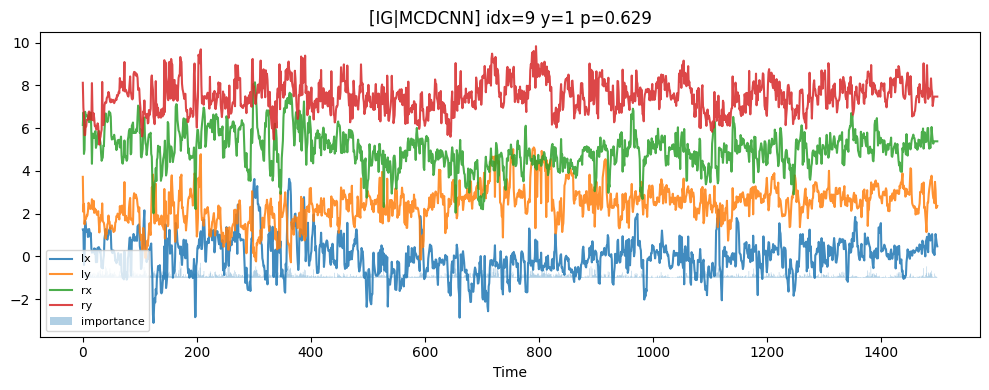 [IG|MCDCNN] idx=9 y=1 p=0.629
10
8
6
4
2
0
−2
lx
ly
rx
ry
importance
0 200 400 600 800 1000 1200 1400
Time